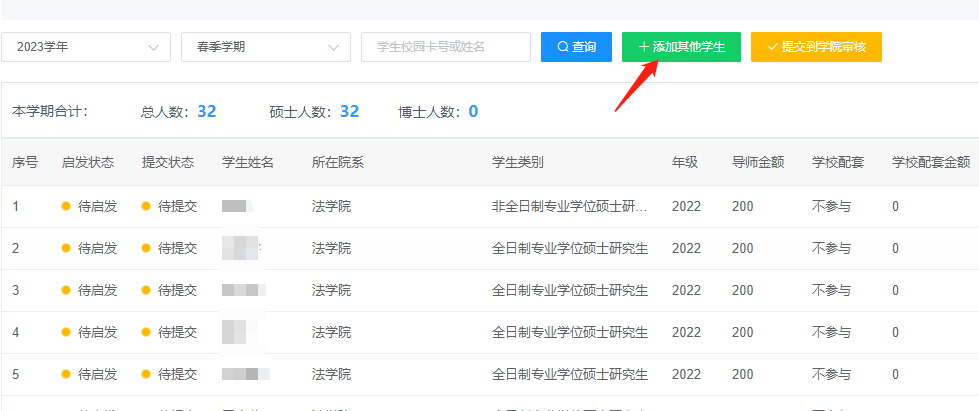 2023学年 春季学期 学生校园卡号或姓名 查询 添加其他学生 提交到学院审核
本学期合计： 总人数：32 硕士人数：32 博士人数：0
序号 启发状态 提交状态 学生姓名 所在院系 学生类别 年级 导师金额 学校配套 学校配套金额
1 待启发 待提交 法学院 非全日制专业学位硕士研... 2022 200 不参与 0
2 待启发 待提交 法学院 全日制专业学位硕士研究生 2022 200 不参与 0
3 待启发 待提交 法学院 全日制专业学位硕士研究生 2022 200 不参与 0
4 待启发 待提交 法学院 全日制专业学位硕士研究生 2022 200 不参与 0
5 待启发 待提交 法学院 全日制专业学位硕士研究生 2022 200 不参与 0